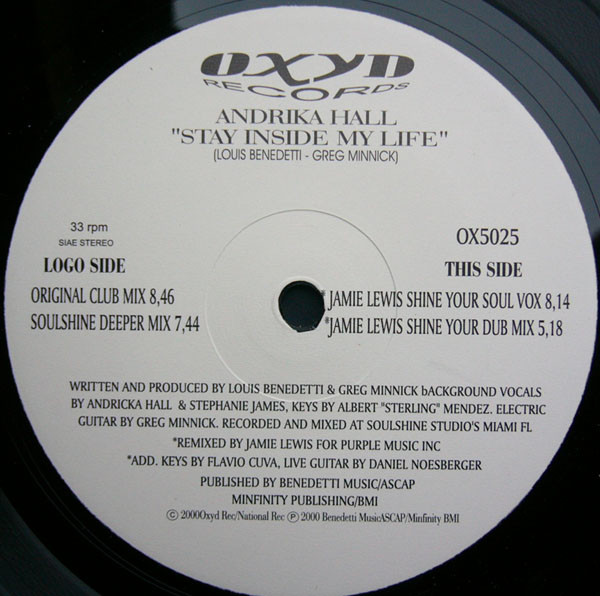 OXYD
RECORDS
ANDRIKA HALL
"STAY INSIDE MY LIFE"
(LOUIS BENEDETTI - GREG MINNICK)
33 rpm
SIAE STEREO
OX5025
LOGO SIDE
THIS SIDE
ORIGINAL CLUB MIX 8,46
*JAMIE LEWIS SHINE YOUR SOUL VOX 8,14
SOULSHINE DEEPER MIX 7,44
*JAMIE LEWIS SHINE YOUR DUB MIX 5,18
WRITTEN AND PRODUCED BY LOUIS BENEDETTI & GREG MINNICK bACKGROUND VOCALS
BY ANDRICKA HALL & STEPHANIE JAMES, KEYS BY ALBERT "STERLING" MENDEZ. ELECTRIC
GUITAR BY GREG MINNICK. RECORDED AND MIXED AT SOULSHINE STUDIO'S MIAMI FL
*REMIXED BY JAMIE LEWIS FOR PURPLE MUSIC INC
*ADD. KEYS BY FLAVIO CUVA, LIVE GUITAR BY DANIEL NOESBERGER
PUBLISHED BY BENEDETTI MUSIC/ASCAP
MINFINITY PUBLISHING/BMI
© 2000Oxyd Rec/National Rec ℗ 2000 Benedetti MusicASCAP/Minfinity BMI